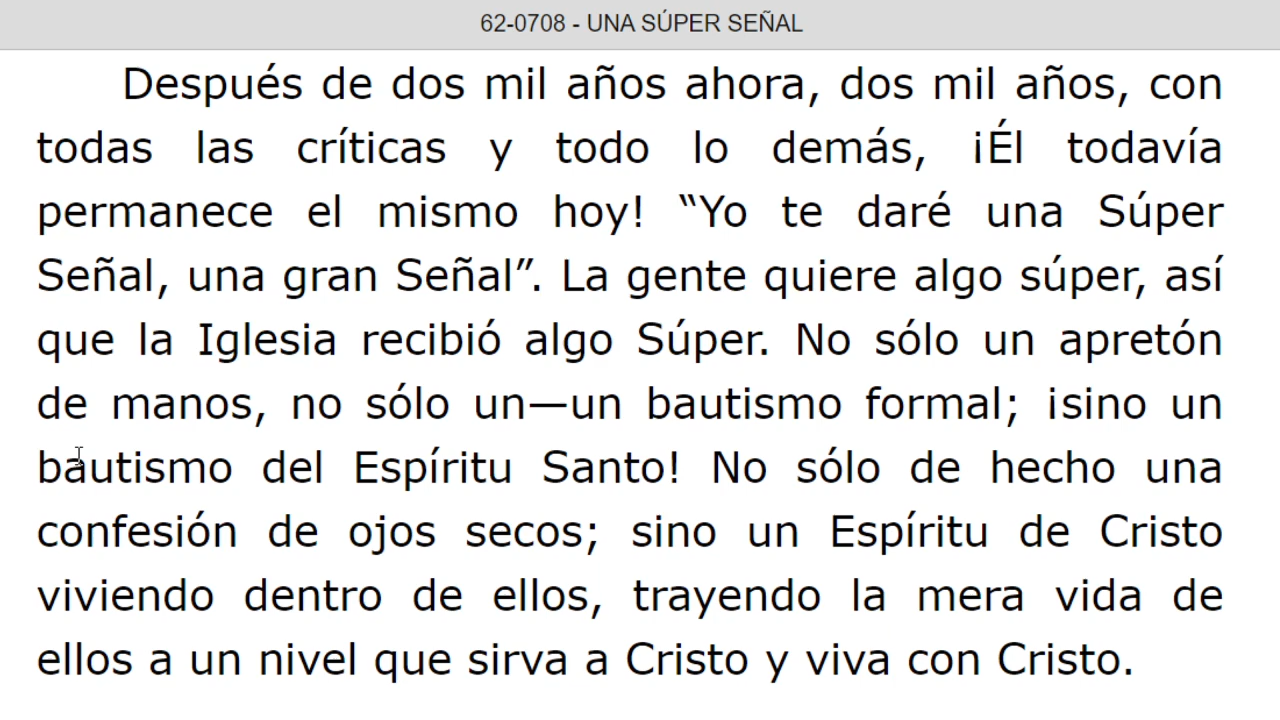 62-0708 - UNA SÚPER SEÑAL
Después de dos mil años ahora, dos mil años, con
todas las críticas y todo lo demás, ¡Él todavía
permanece el mismo hoy! “Yo te daré una Súper
Señal, una gran Señal”. La gente quiere algo súper, así
que la Iglesia recibió algo Súper. No sólo un apretón
de manos, no sólo un—un bautismo formal; ¡sino un
bautismo del Espíritu Santo! No sólo de hecho una
confesión de ojos secos; sino un Espíritu de Cristo
viviendo dentro de ellos, trayendo la mera vida de
ellos a un nivel que sirva a Cristo y viva con Cristo.